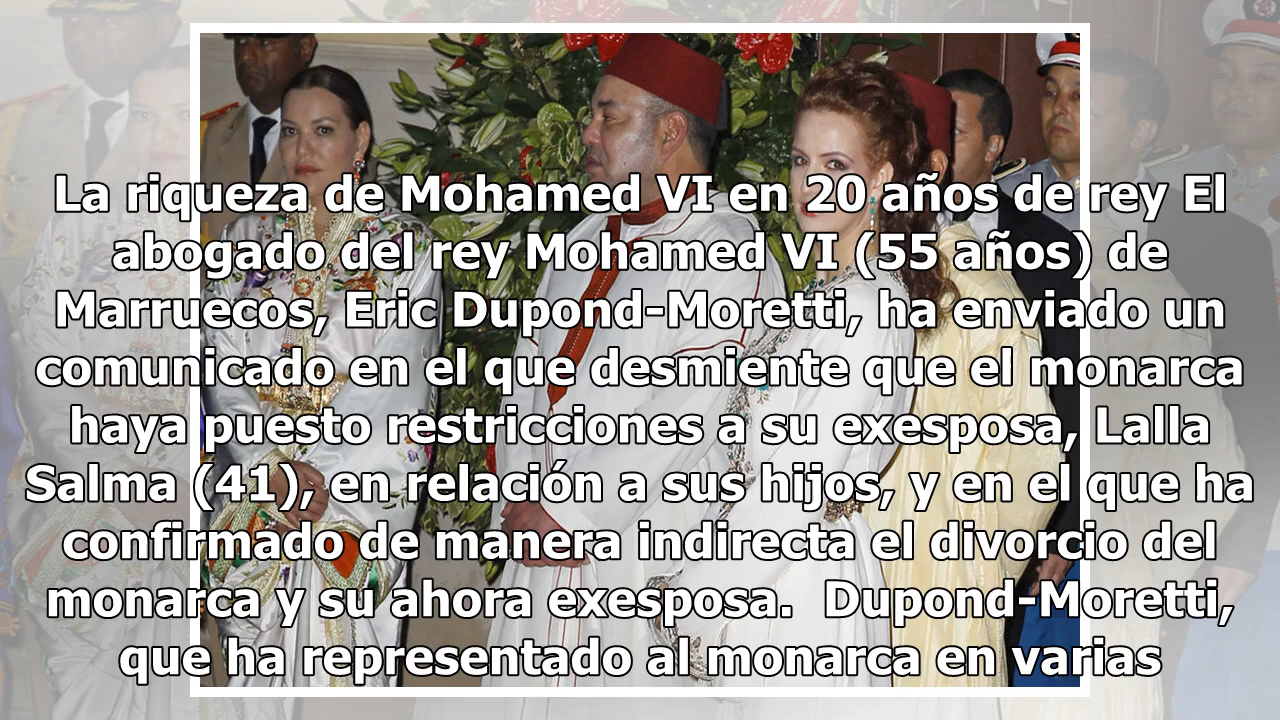 La riqueza de Mohamed VI en 20 años de rey El
abogado del rey Mohamed VI (55 años) de
Marruecos, Eric Dupond-Moretti, ha enviado un
comunicado en el que desmiente que el monarca
haya puesto restricciones a su exesposa, Lalla
Salma (41), en relación a sus hijos, y en el que ha
confirmado de manera indirecta el divorcio del
monarca y su ahora exesposa.  Dupond-Moretti,
que ha representado al monarca en varias